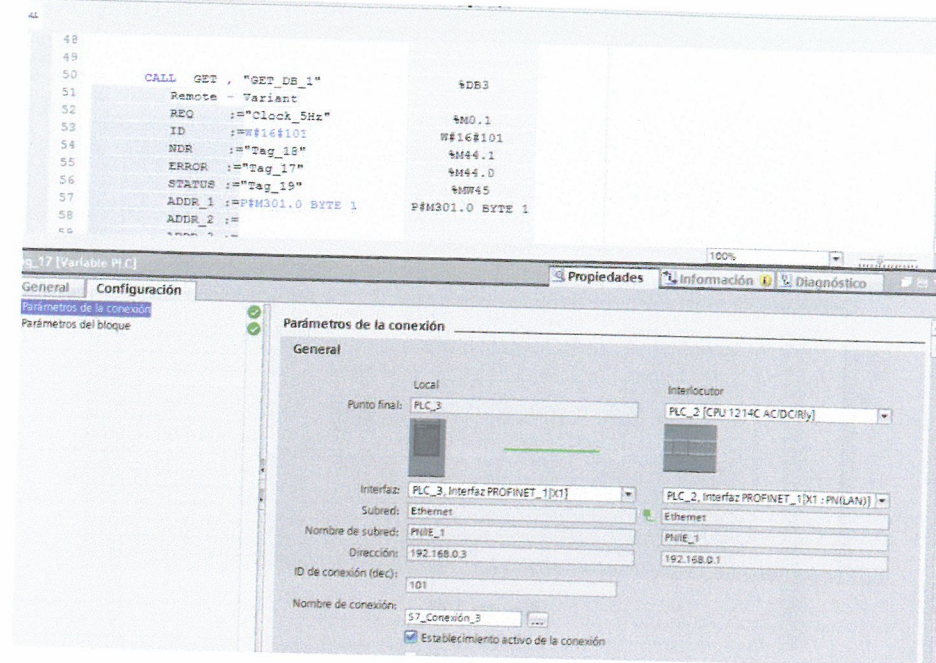 48
49
50 CALL GET , "GET_DB_1" %DB3
51 Remote - Variant
52 REQ :="Clock_5Hz" %M0.1
53 ID :=W#16#101 W#16#101
54 NDR :="Tag_18" %M44.1
55 ERROR :="Tag_17" %M44.0
56 STATUS :="Tag_19" %MW45
57 ADDR_1 :=P#M301.0 BYTE 1 P#M301.0 BYTE 1
58 ADDR_2 :=
100%
_17 [Variable PLC]
Propiedades Información Diagnóstico
General Configuración
Parámetros de la conexión
Parámetros del bloque
Parámetros de la conexión
General
Local Interlocutor
Punto final: PLC_3 PLC_2 [CPU 1214C AC/DC/Rly]
Interfaz: PLC_3, Interfaz PROFINET_1[X1] PLC_2, Interfaz PROFINET_1[X1 : PN(LAN)]
Subred: Ethernet Ethernet
Nombre de subred: PN/IE_1 PN/IE_1
Dirección: 192.168.0.3 192.168.0.1
ID de conexión (dec): 101
Nombre de conexión: S7_Conexión_3 ...
Establecimiento activo de la conexión